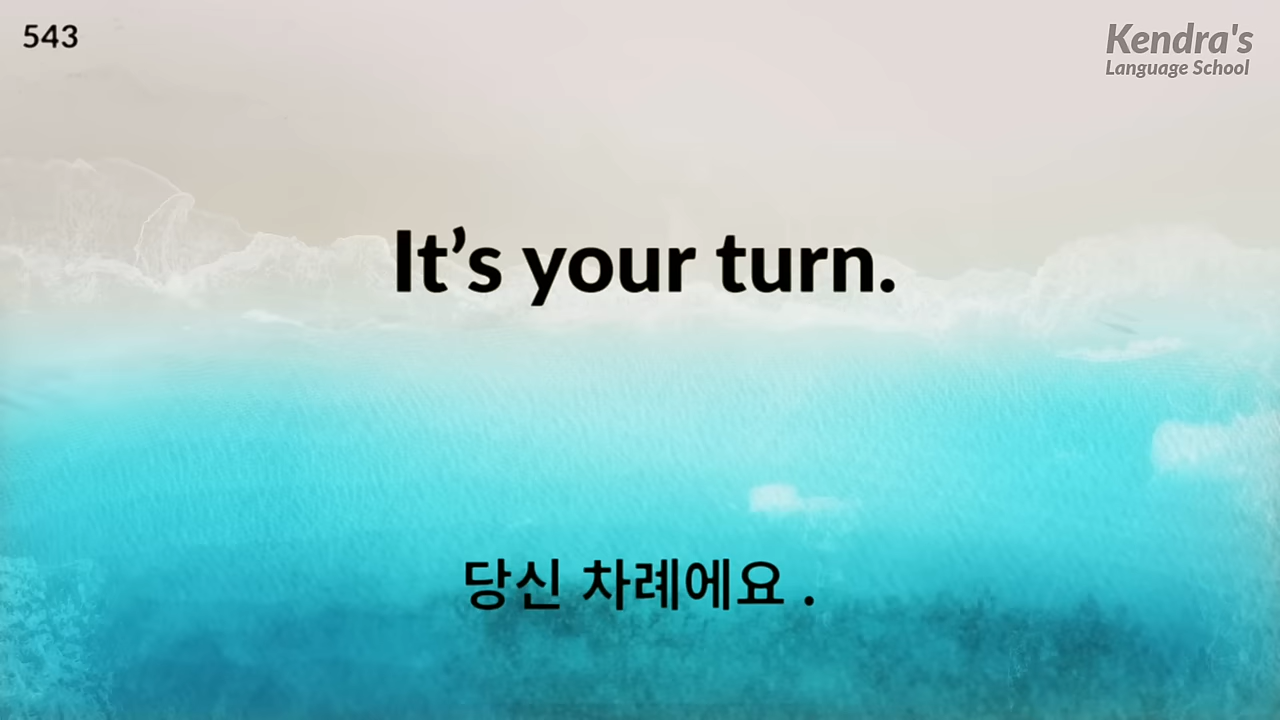 543
Kendra's
Language School
It’s your turn.
당신 차례에요 .